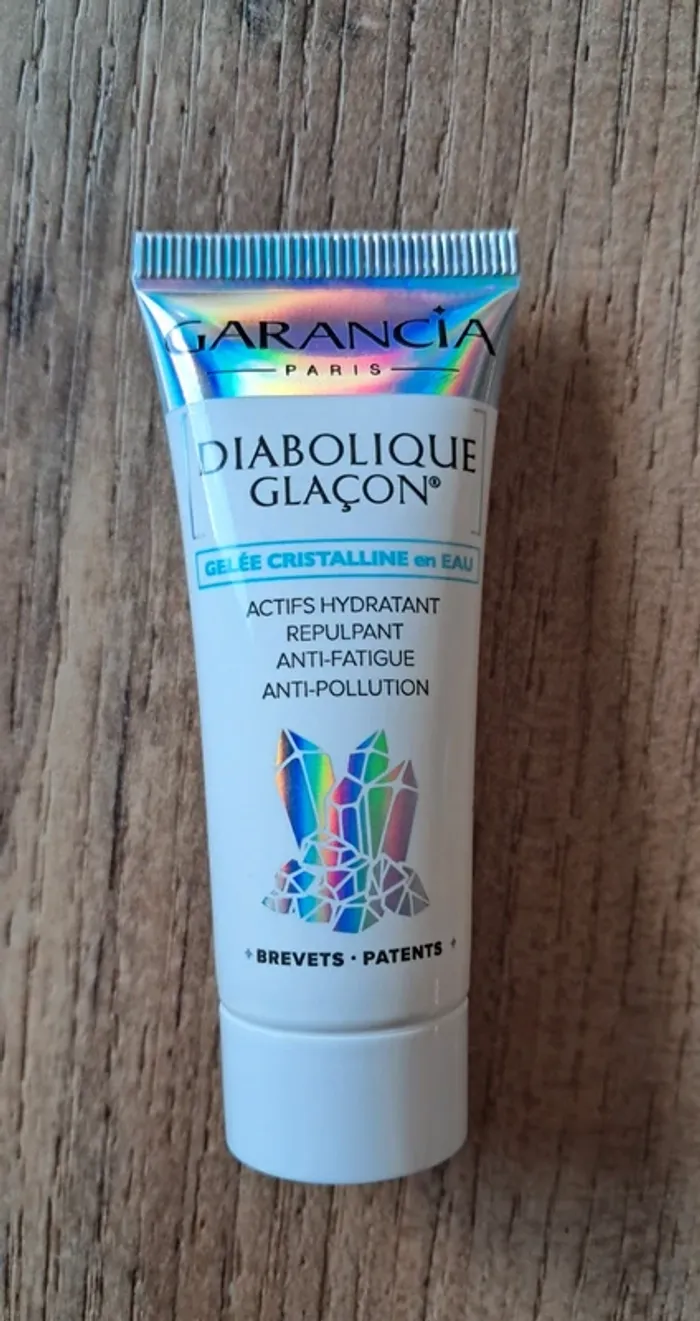 GARANCIA
PARIS
DIABOLIQUE
GLAÇON®
GELÉE CRISTALLINE en EAU
ACTIFS HYDRATANT
REPULPANT
ANTI-FATIGUE
ANTI-POLLUTION
BREVETS · PATENTS